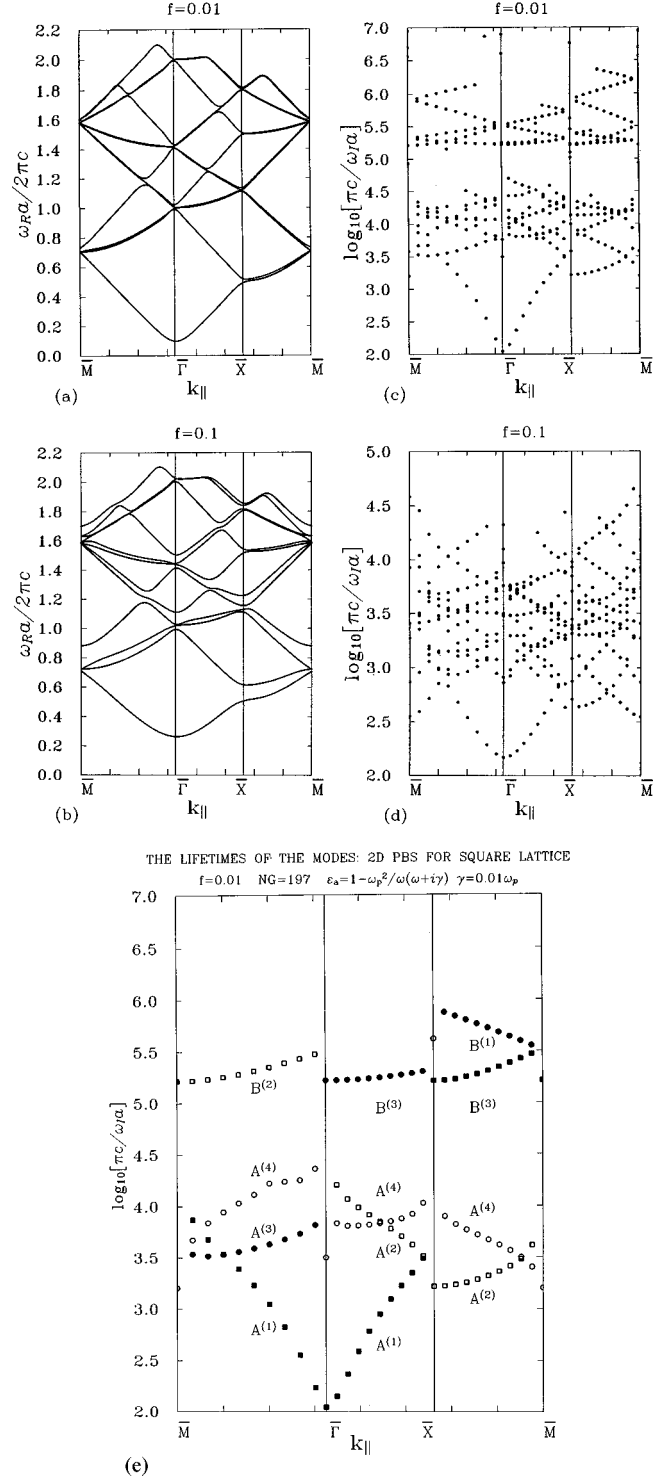 f=0.01
2.2
2.0
1.8
1.6
1.4
1.2
1.0
0.8
0.6
0.4
0.2
0.0
ω_R a/2πc
M̅ Γ̅ X̅ M̅
k∥
(a)
f=0.01
7.0
6.5
6.0
5.5
5.0
4.5
4.0
3.5
3.0
2.5
2.0
log₁₀[πc/ω_I a]
M̅ Γ̅ X̅ M̅
k∥
(c)
f=0.1
2.2
2.0
1.8
1.6
1.4
1.2
1.0
0.8
0.6
0.4
0.2
0.0
ω_R a/2πc
M̅ Γ̅ X̅ M̅
k∥
(b)
f=0.1
5.0
4.5
4.0
3.5
3.0
2.5
2.0
log₁₀[πc/ω_I a]
M̅ Γ̅ X̅ M̅
k∥
(d)
THE LIFETIMES OF THE MODES: 2D PBS FOR SQUARE LATTICE
f=0.01 NG=197 ε_a=1−ω_p²/ω(ω+iγ) γ=0.01ω_p
7.0
6.5
6.0
5.5
5.0
4.5
4.0
3.5
3.0
2.5
2.0
log₁₀[πc/ω_I a]
B⁽¹⁾
B⁽²⁾
B⁽³⁾
B⁽³⁾
A⁽⁴⁾
A⁽⁴⁾
A⁽⁴⁾
A⁽³⁾
A⁽²⁾
A⁽²⁾
A⁽¹⁾
A⁽¹⁾
M̅ Γ̅ X̅ M̅
k∥
(e)